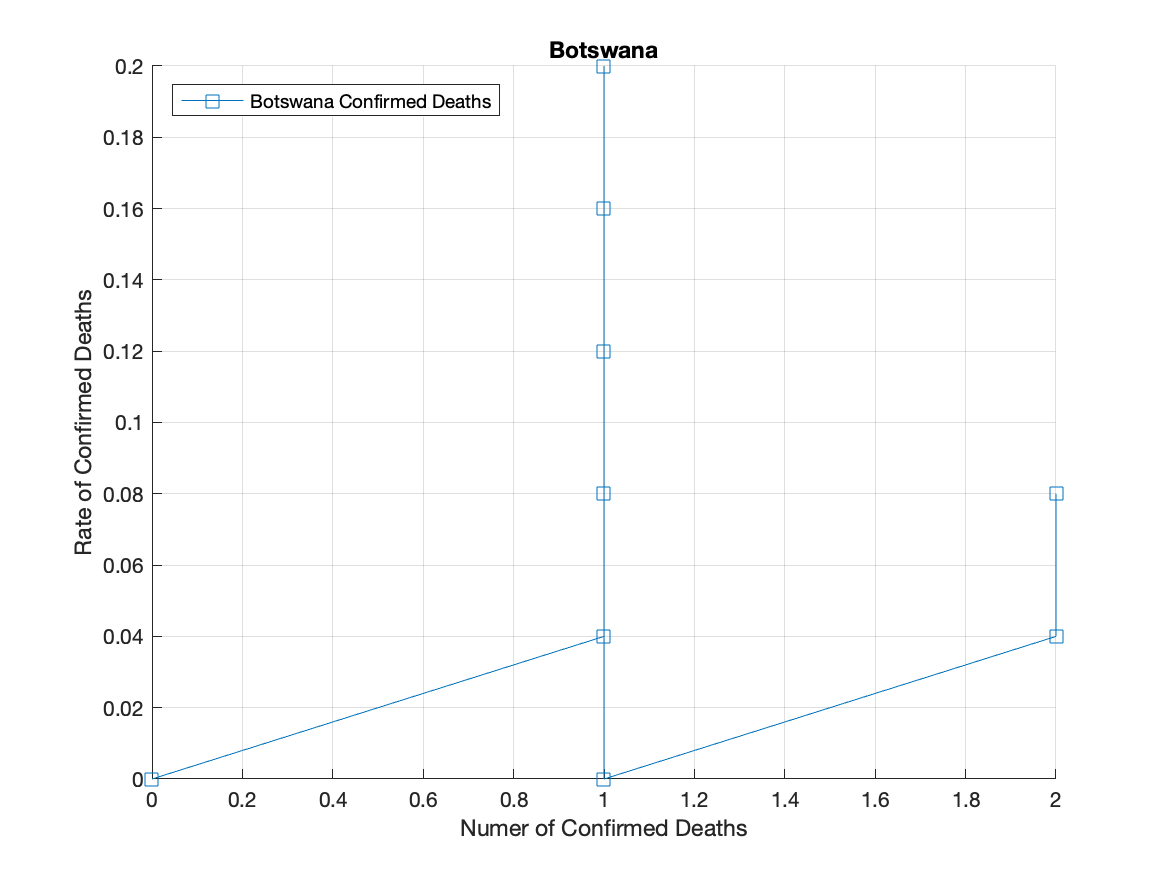 Botswana
Botswana Confirmed Deaths
0.2
0.18
0.16
0.14
0.12
0.1
0.08
0.06
0.04
0.02
0
Rate of Confirmed Deaths
0 0.2 0.4 0.6 0.8 1 1.2 1.4 1.6 1.8 2
Numer of Confirmed Deaths